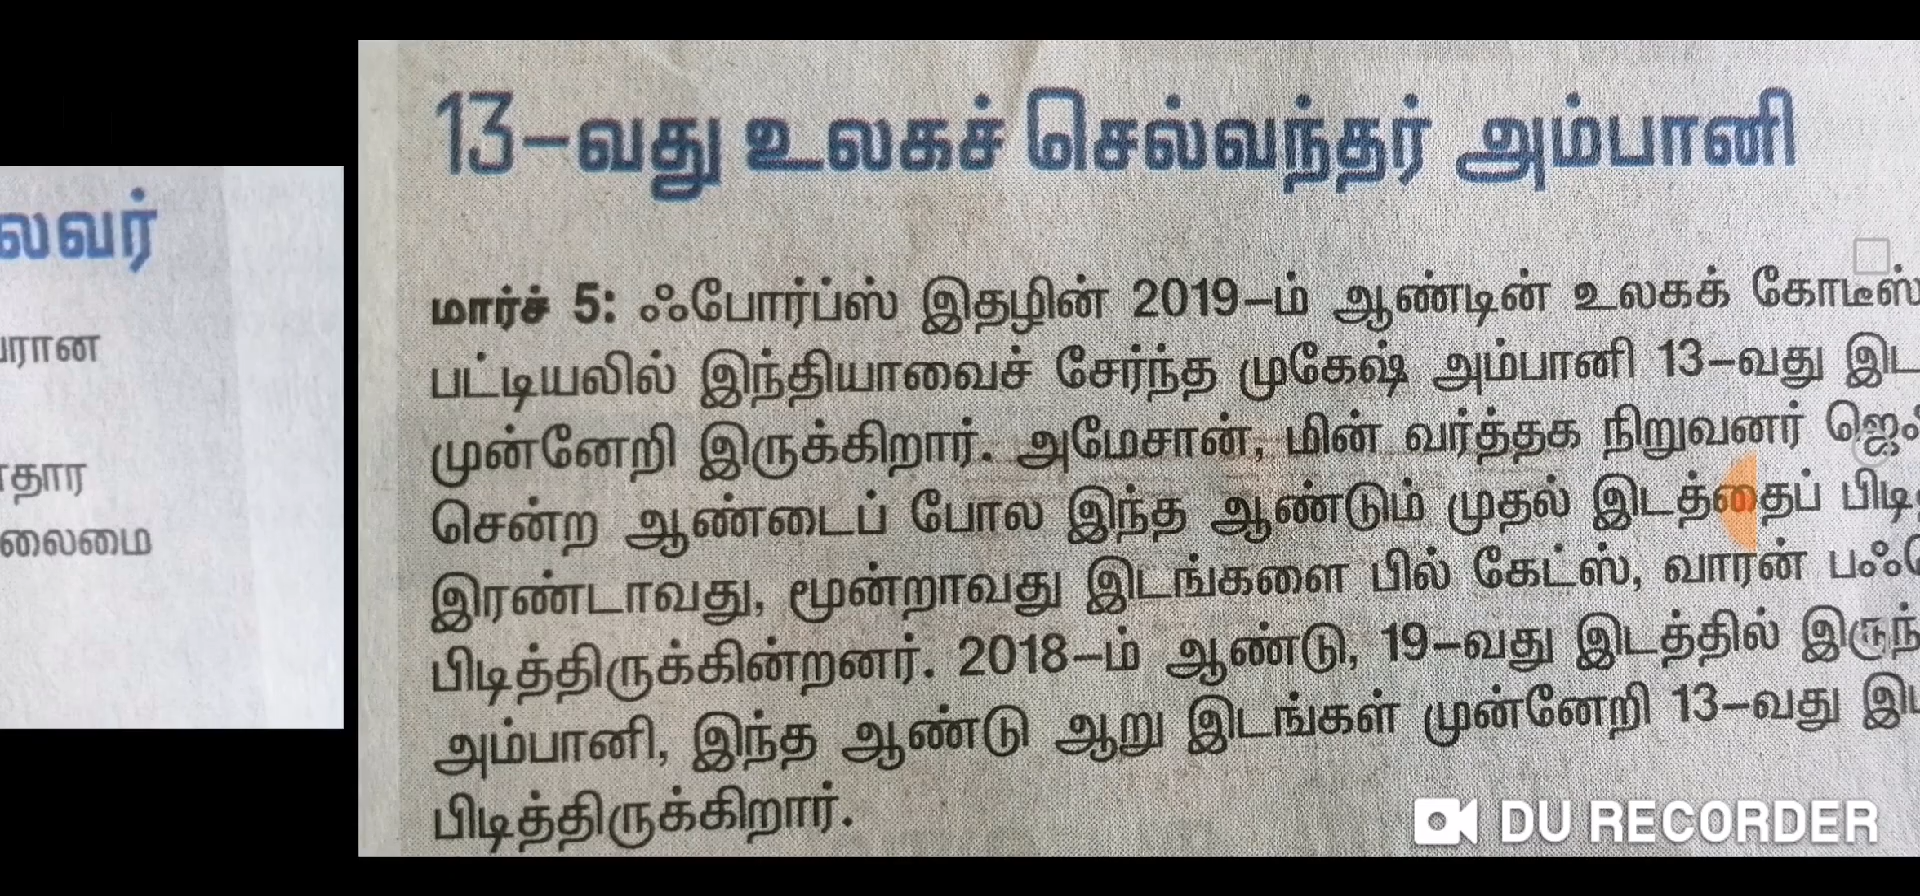 லவர்
ரான
தார
லைமை
13-வது உலகச் செல்வந்தர் அம்பானி
மார்ச் 5: ஃபோர்ப்ஸ் இதழின் 2019-ம் ஆண்டின் உலகக் கோடீஸ்
பட்டியலில் இந்தியாவைச் சேர்ந்த முகேஷ் அம்பானி 13-வது இட
முன்னேறி இருக்கிறார். அமேசான், மின் வர்த்தக நிறுவனர் ஜெஃ
சென்ற ஆண்டைப் போல இந்த ஆண்டும் முதல் இடத்தைப் பிடி
இரண்டாவது, மூன்றாவது இடங்களை பில் கேட்ஸ், வாரன் பஃ
பிடித்திருக்கின்றனர். 2018-ம் ஆண்டு, 19-வது இடத்தில் இருந்
அம்பானி, இந்த ஆண்டு ஆறு இடங்கள் முன்னேறி 13-வது இட
பிடித்திருக்கிறார்.
DU RECORDER